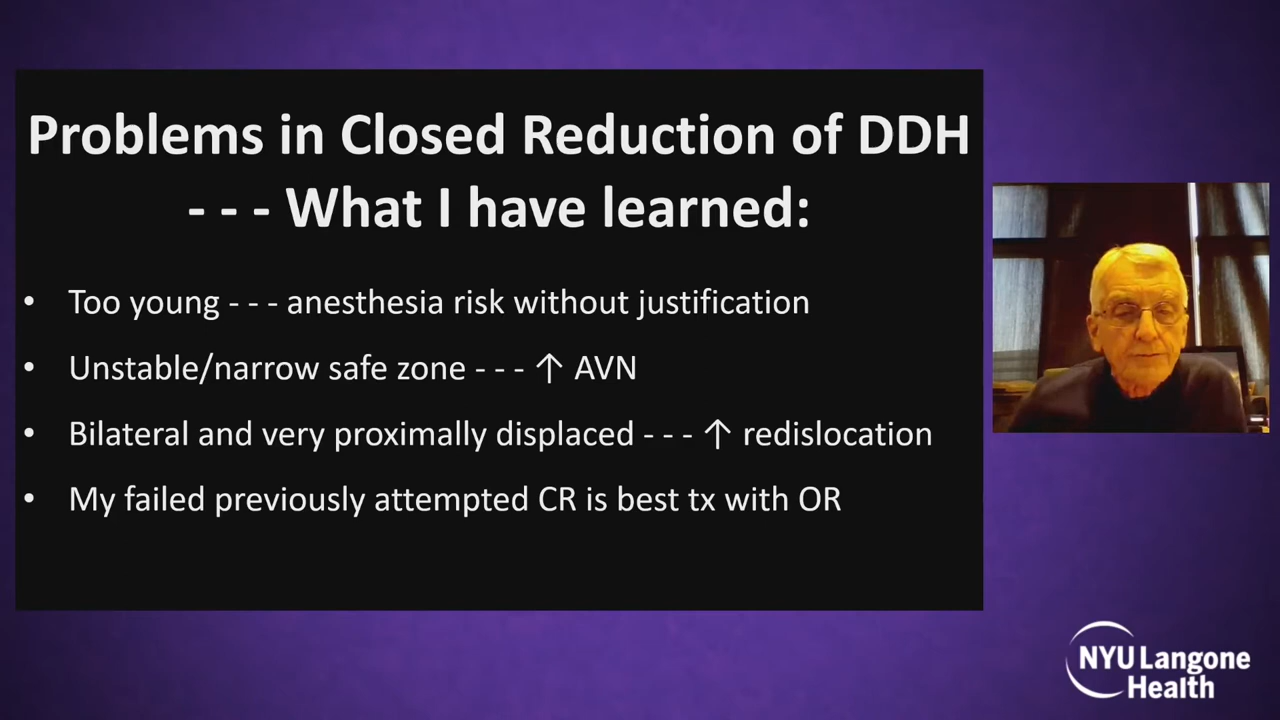 Problems in Closed Reduction of DDH
- - - What I have learned:
• Too young - - - anesthesia risk without justification
• Unstable/narrow safe zone - - - ↑ AVN
• Bilateral and very proximally displaced - - - ↑ redislocation
• My failed previously attempted CR is best tx with OR
NYU Langone
Health